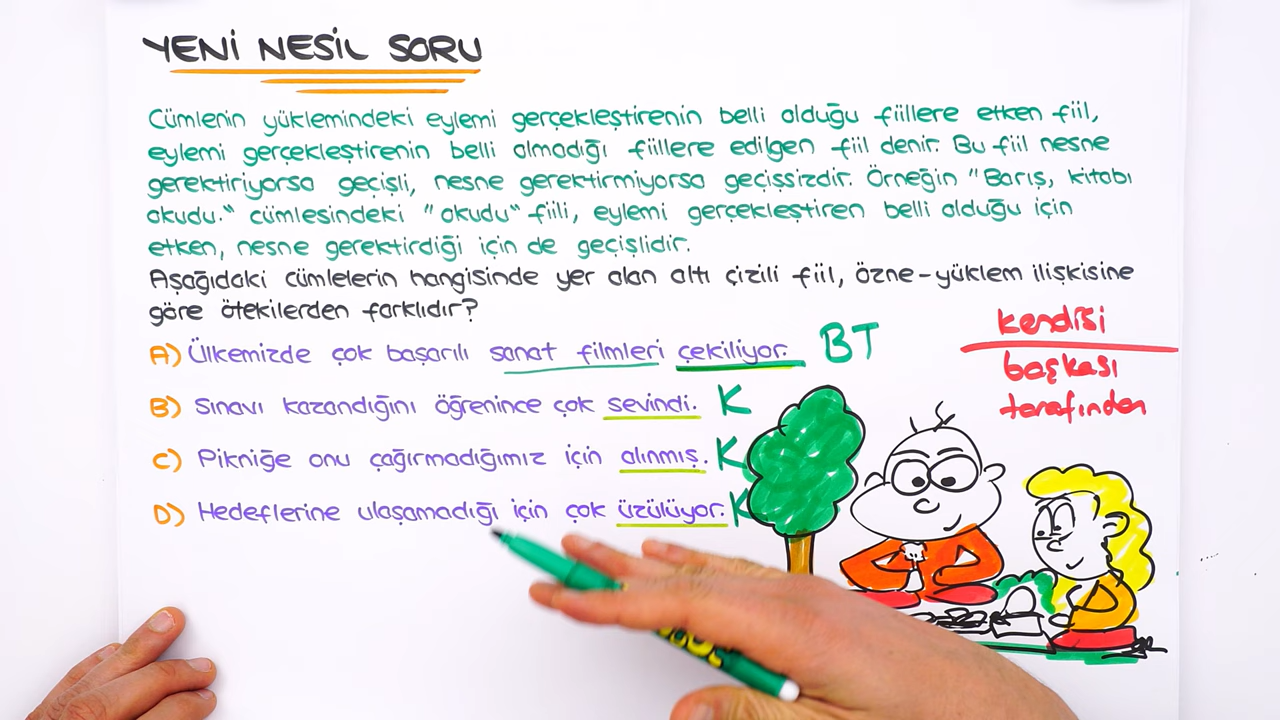 YENİ NESİL SORU
Cümlenin yüklemindeki eylemi gerçekleştirenin belli olduğu fiillere etken fiil,
eylemi gerçekleştirenin belli olmadığı fiillere edilgen fiil denir. Bu fiil nesne
gerektiriyorsa geçişli, nesne gerektirmiyorsa geçissizdir. Örneğin "Barış, kitabı
okudu." cümlesindeki "okudu" fiili, eylemi gerçekleştiren belli olduğu için
etken, nesne gerektirdiği için de geçişlidir.
Aşağıdaki cümlelerin hangisinde yer alan altı çizili fiil, özne-yüklem ilişkisine
göre ötekilerden farklıdır?
A) Ülkemizde çok başarılı sanat filmleri çekiliyor. BT
B) Sınavı kazandığını öğrenince çok sevindi. K
C) Pikniğe onu çağırmadığımız için alınmış. K
D) Hedeflerine ulaşamadığı için çok üzülüyor. K
kendisi
başkası
tarafından